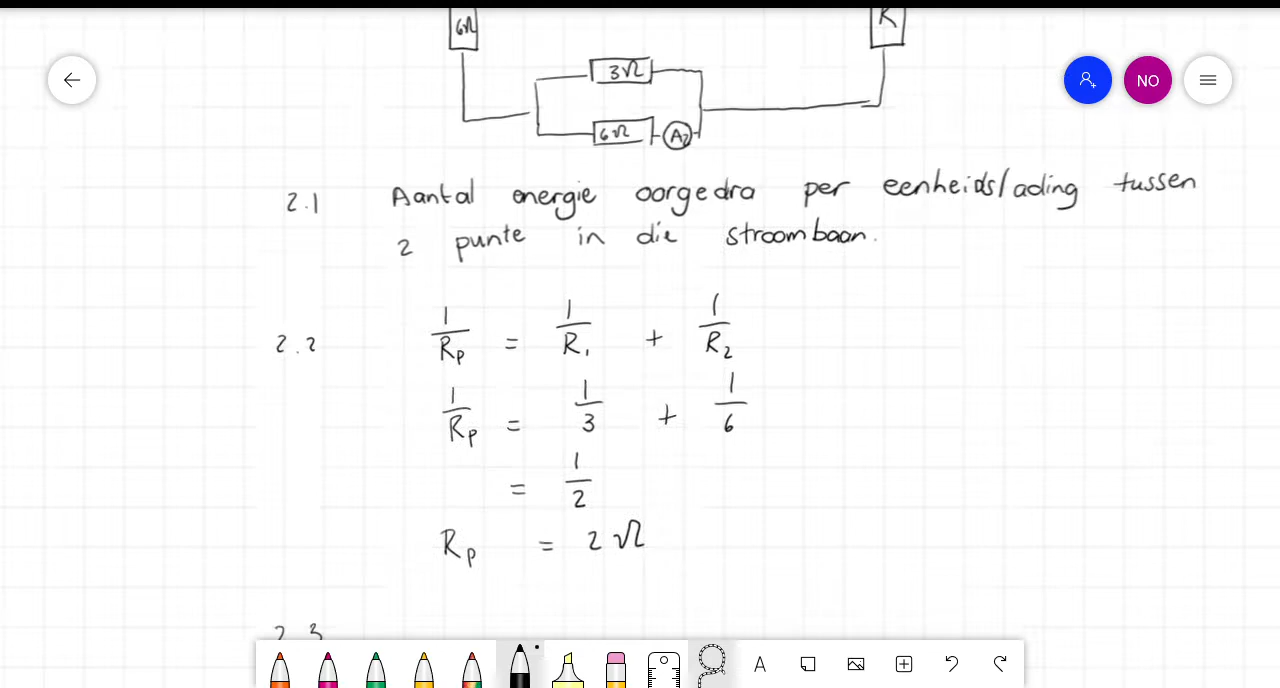 6Ω
R
3Ω
6Ω
A2
NO
2.1 Aantal energie oorgedra per eenheidslading tussen
2 punte in die stroombaan.
2.2 1/Rp = 1/R1 + 1/R2
1/Rp = 1/3 + 1/6
= 1/2
Rp = 2Ω
2.3
A